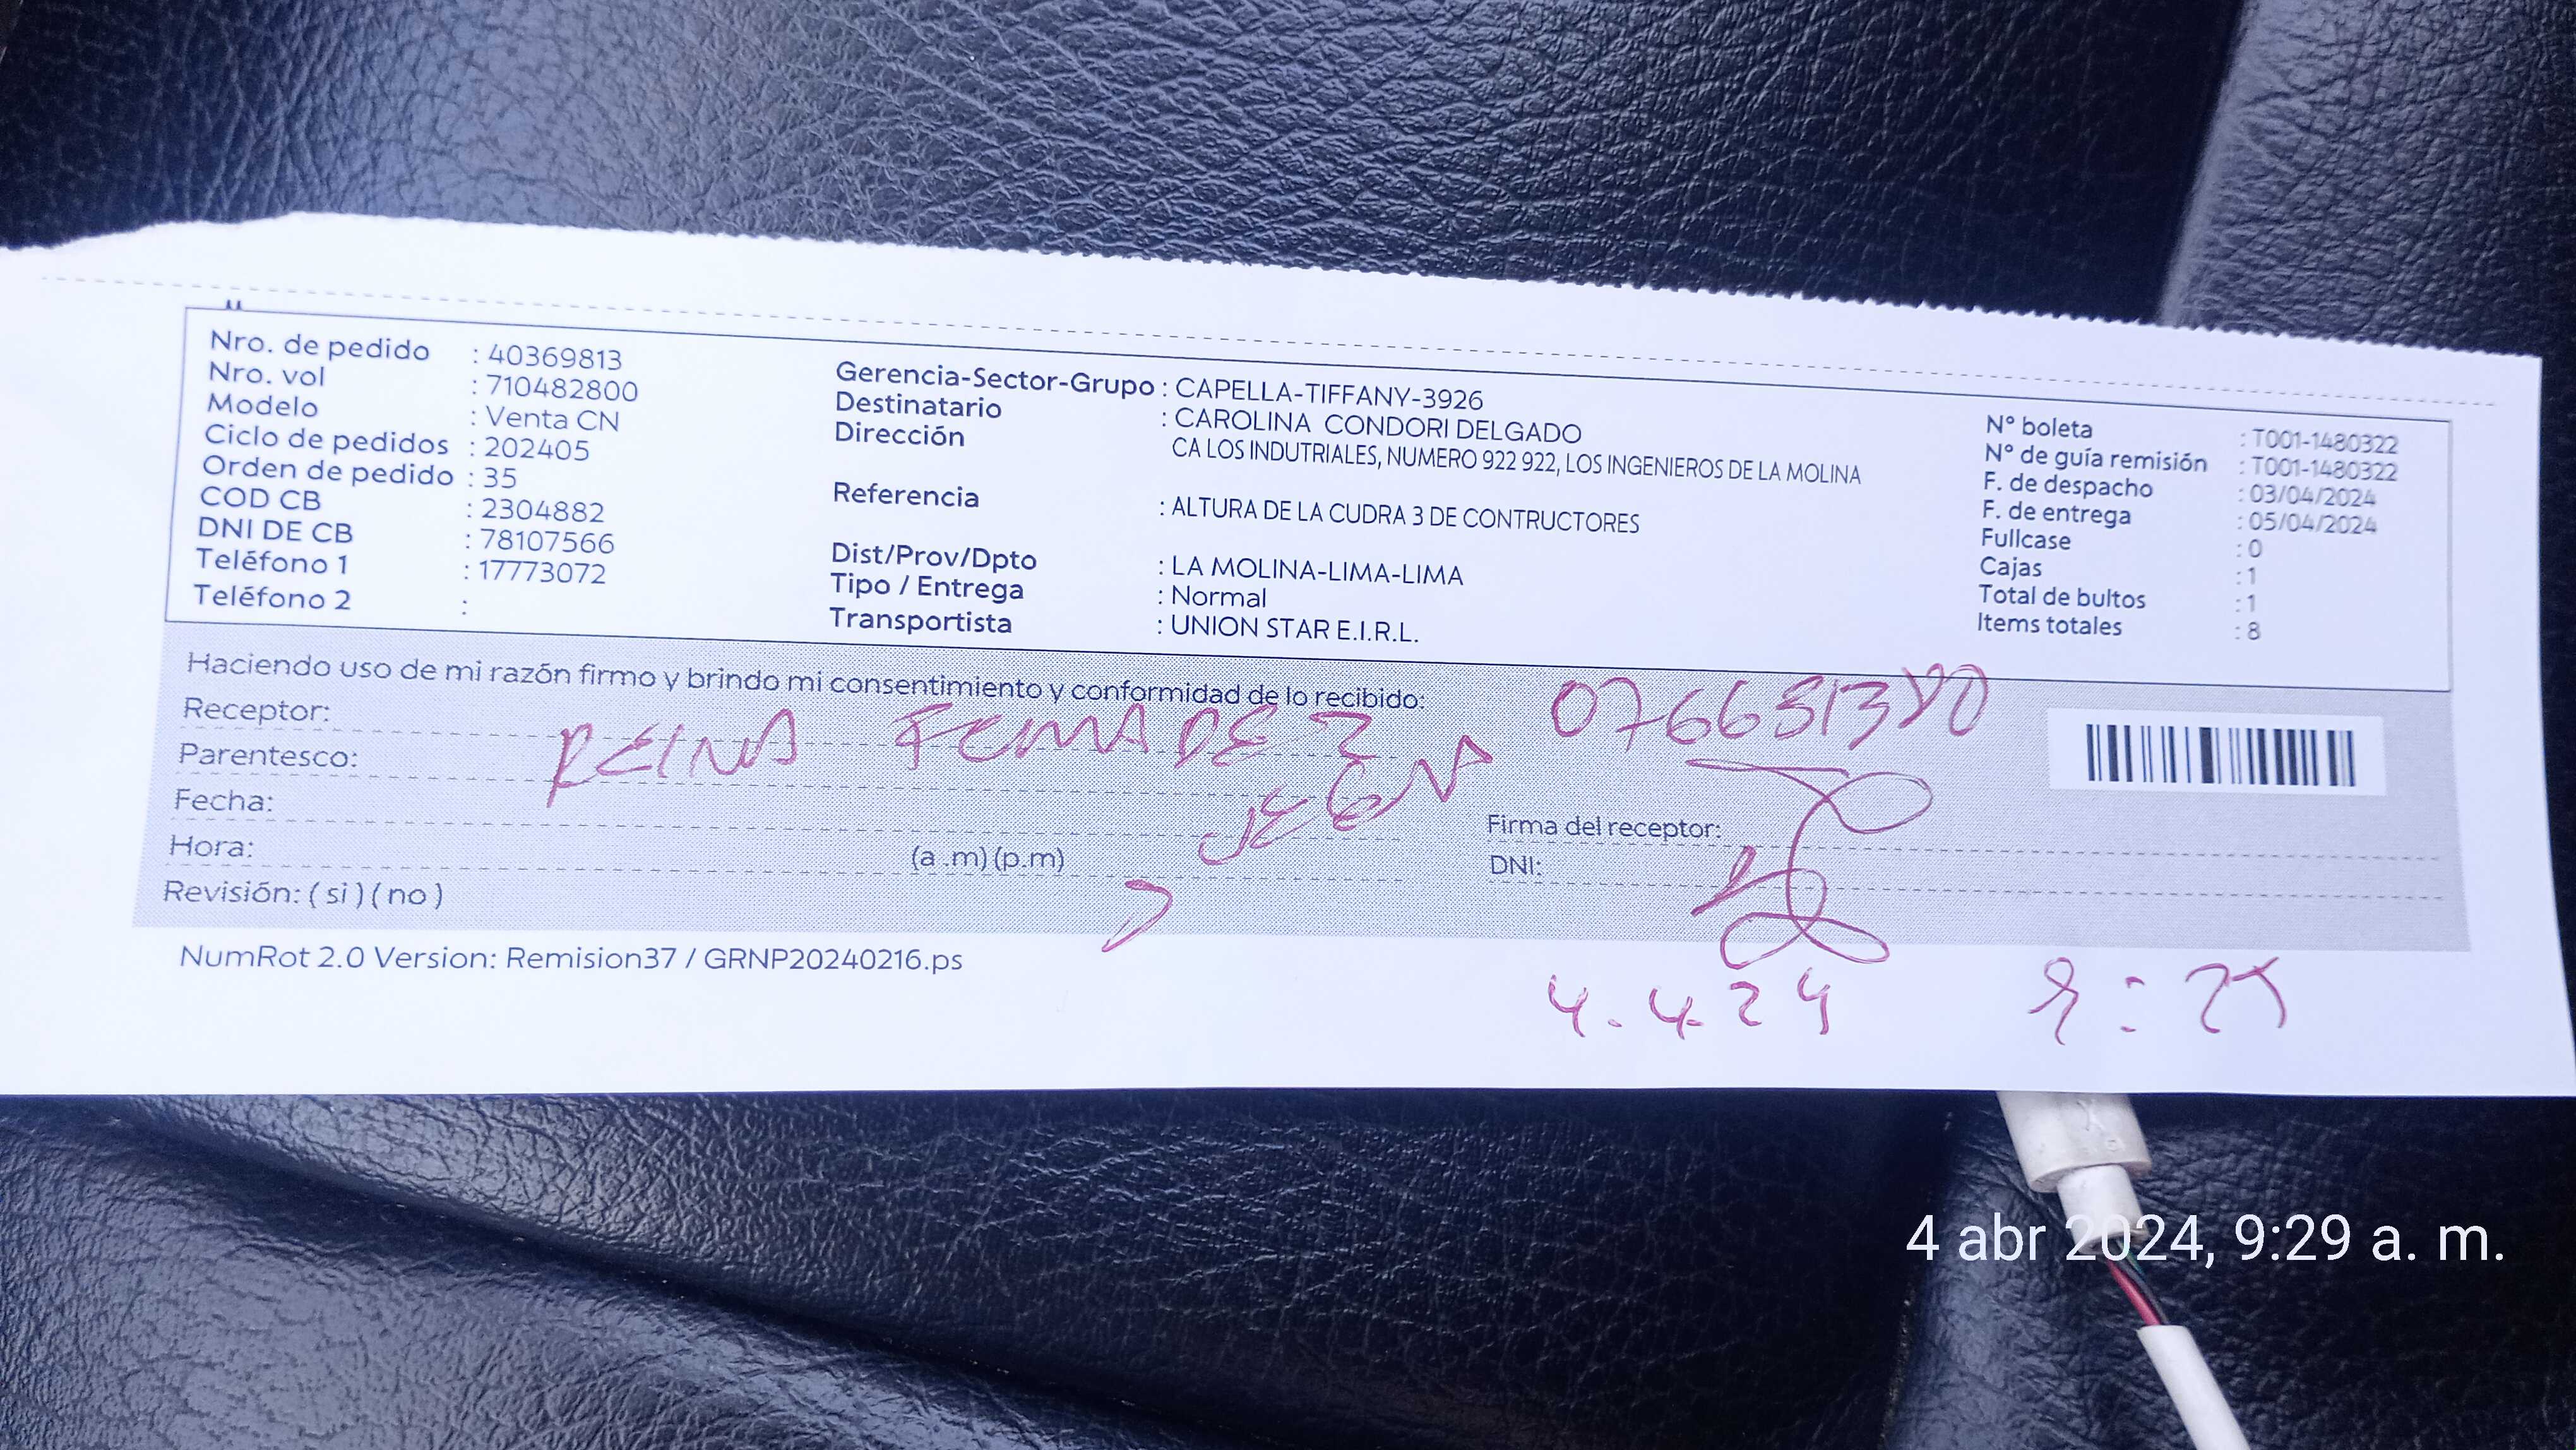 Nro. de pedido : 40369813
Nro. vol : 710482800
Modelo : Venta CN
Ciclo de pedidos : 202405
Orden de pedido : 35
COD CB : 2304882
DNI DE CB : 78107566
Teléfono 1 : 17773072
Teléfono 2 :
Gerencia-Sector-Grupo : CAPELLA-TIFFANY-3926
Destinatario : CAROLINA CONDORI DELGADO
Dirección CA LOS INDUTRIALES, NUMERO 922 922, LOS INGENIEROS DE LA MOLINA
Referencia : ALTURA DE LA CUDRA 3 DE CONTRUCTORES
Dist/Prov/Dpto : LA MOLINA-LIMA-LIMA
Tipo / Entrega : Normal
Transportista : UNION STAR E.I.R.L.
N° boleta : T001-1480322
N° de guía remisión : T001-1480322
F. de despacho : 03/04/2024
F. de entrega : 05/04/2024
Fullcase : 0
Cajas : 1
Total de bultos : 1
Items totales : 8
Haciendo uso de mi razón firmo y brindo mi consentimiento y conformidad de lo recibido:
Receptor: REINA
Parentesco:
Fecha:
Hora: (a .m) (p.m)
Revisión: ( si ) ( no )
Firma del receptor:
DNI:
NumRot 2.0 Version: Remision37 / GRNP20240216.ps
4.4.24
4 abr 2024, 9:29 a. m.